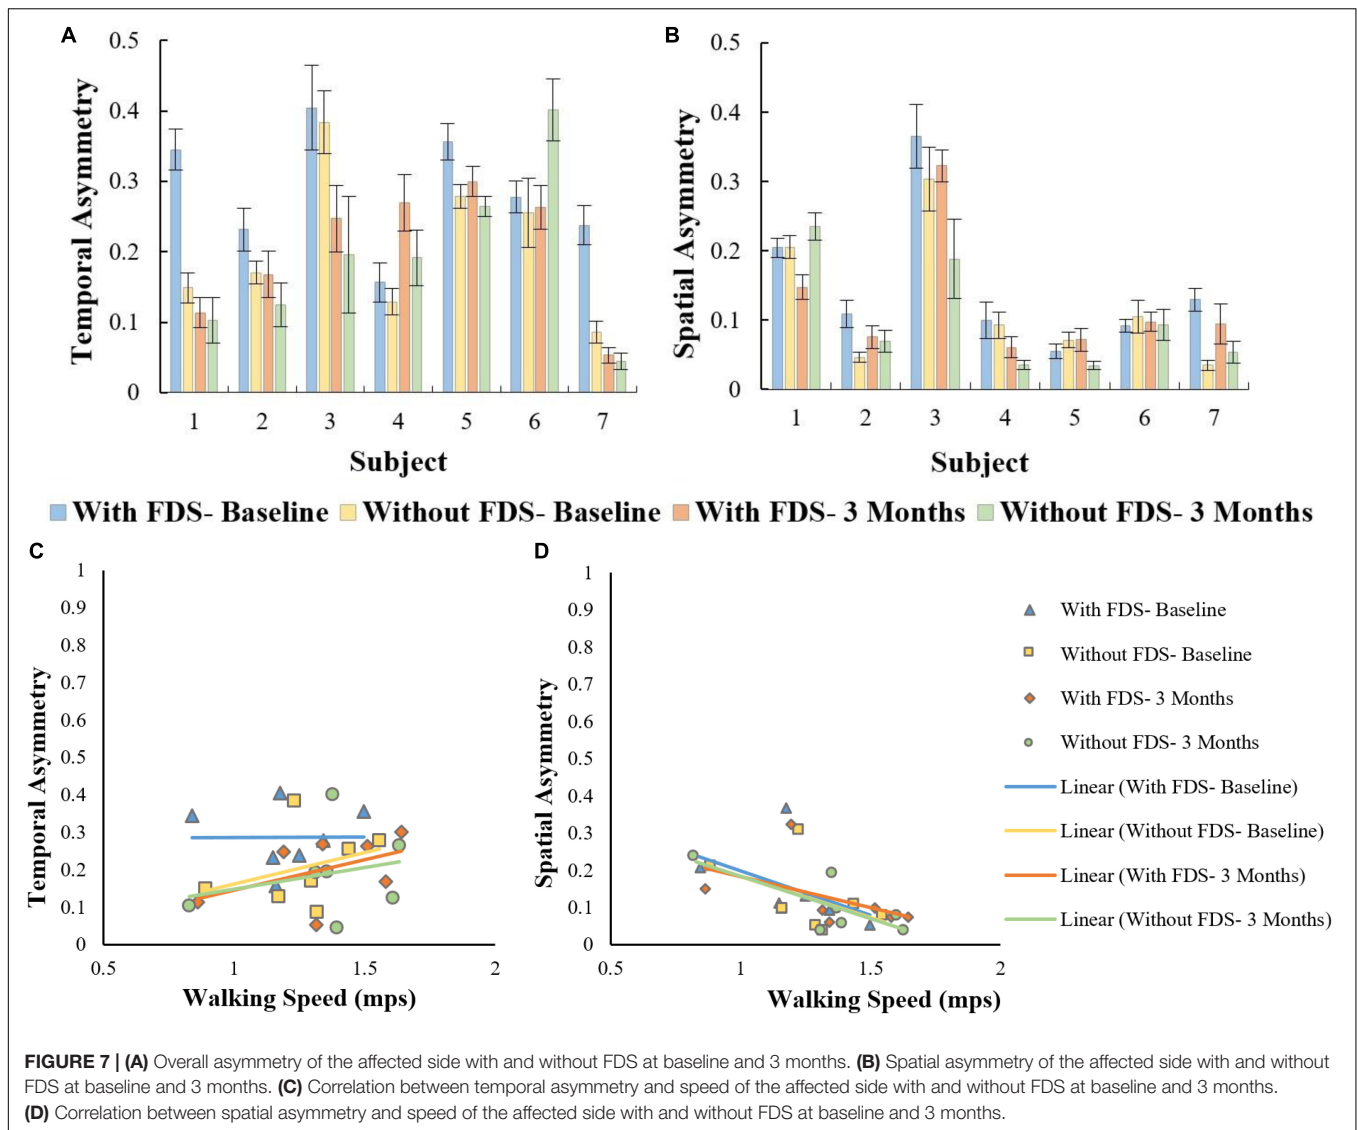 A
0.5
0.4
0.3
0.2
0.1
0
Temporal Asymmetry
1 2 3 4 5 6 7
Subject
B
0.5
0.4
0.3
0.2
0.1
0
Spatial Asymmetry
1 2 3 4 5 6 7
Subject
With FDS- Baseline Without FDS- Baseline With FDS- 3 Months Without FDS- 3 Months
C
1
0.9
0.8
0.7
0.6
0.5
0.4
0.3
0.2
0.1
0
Temporal Asymmetry
0.5 1 1.5 2
Walking Speed (mps)
D
1
0.9
0.8
0.7
0.6
0.5
0.4
0.3
0.2
0.1
0
Spatial Asymmetry
0.5 1 1.5 2
Walking Speed (mps)
With FDS- Baseline
Without FDS- Baseline
With FDS- 3 Months
Without FDS- 3 Months
Linear (With FDS- Baseline)
Linear (Without FDS- Baseline)
Linear (With FDS- 3 Months)
Linear (Without FDS- 3 Months)
FIGURE 7 | (A) Overall asymmetry of the affected side with and without FDS at baseline and 3 months. (B) Spatial asymmetry of the affected side with and without
FDS at baseline and 3 months. (C) Correlation between temporal asymmetry and speed of the affected side with and without FDS at baseline and 3 months.
(D) Correlation between spatial asymmetry and speed of the affected side with and without FDS at baseline and 3 months.